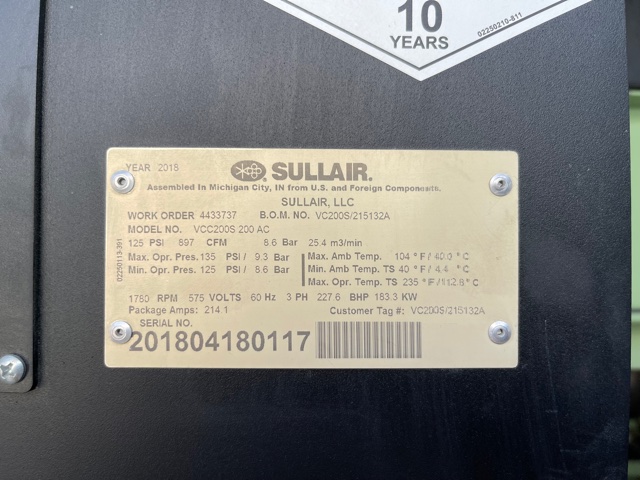 10
YEARS
02250210-811
YEAR 2018 SULLAIR.
Assembled in Michigan City, IN from U.S. and Foreign Components.
SULLAIR, LLC
WORK ORDER 4433737 B.O.M. NO. VC200S/215132A
MODEL NO. VCC200S 200 AC
125 PSI 897 CFM 8.6 Bar 25.4 m3/min
Max. Opr. Pres. 135 PSI / 9.3 Bar Max. Amb Temp. 104 °F / 40.0 °C
Min. Opr. Pres. 125 PSI / 8.6 Bar Min. Amb Temp. TS 40 °F / 4.4 °C
Max. Opr Temp. TS 235 °F / 112.8 °C
02250113-391
1780 RPM 575 VOLTS 60 Hz 3 PH 227.6 BHP 183.3 KW
Package Amps: 214.1 Customer Tag #: VC200S/215132A
SERIAL NO.
201804180117